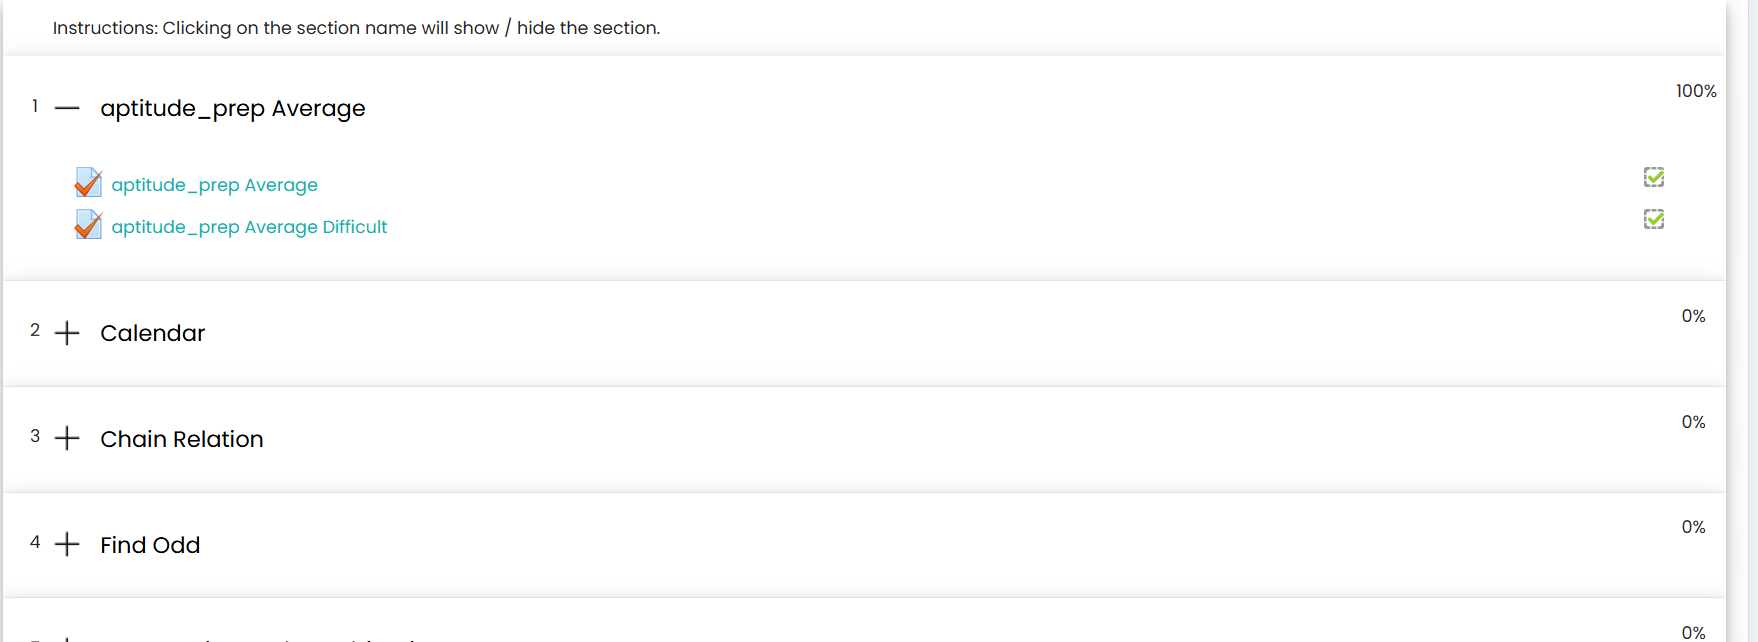 Instructions: Clicking on the section name will show / hide the section.
1 aptitude_prep Average 100%
aptitude_prep Average
aptitude_prep Average Difficult
2 Calendar 0%
3 Chain Relation 0%
4 Find Odd 0%
0%